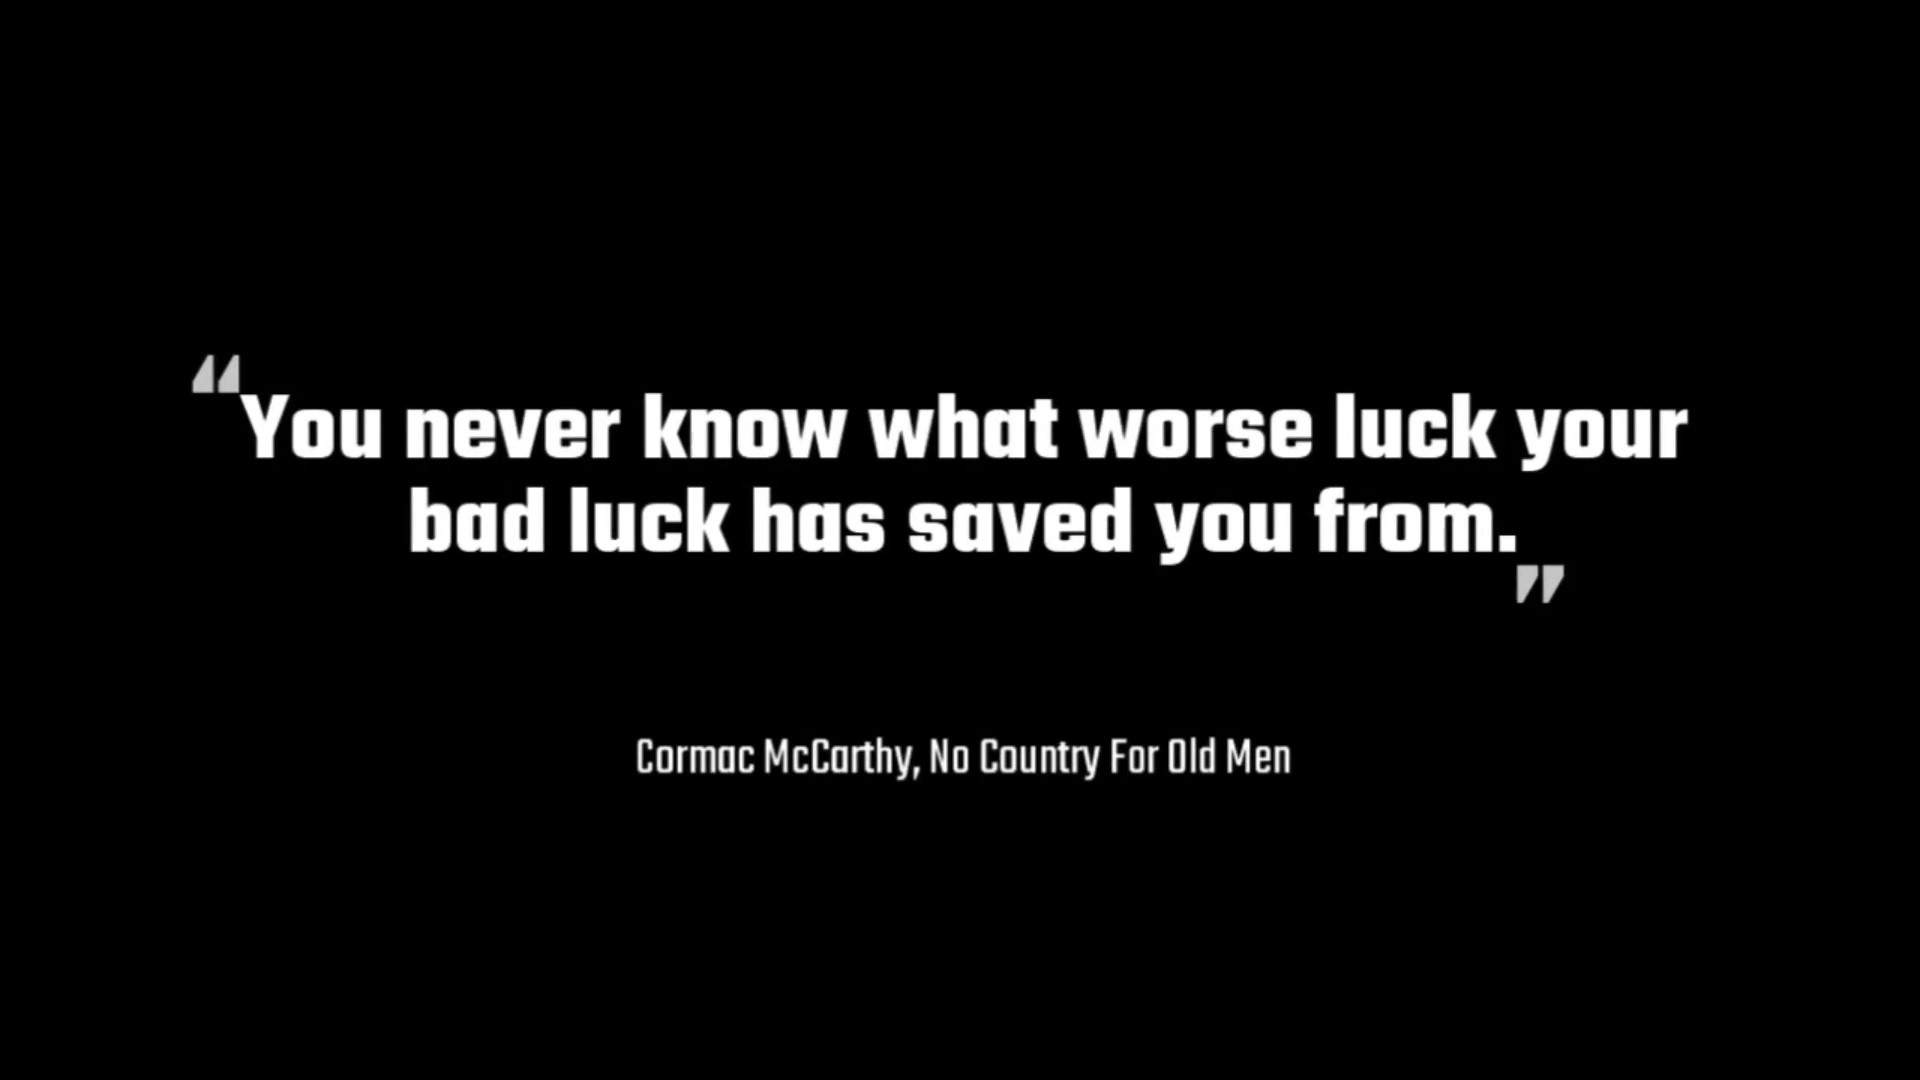 “You never know what worse luck your
bad luck has saved you from.”
Cormac McCarthy, No Country For Old Men